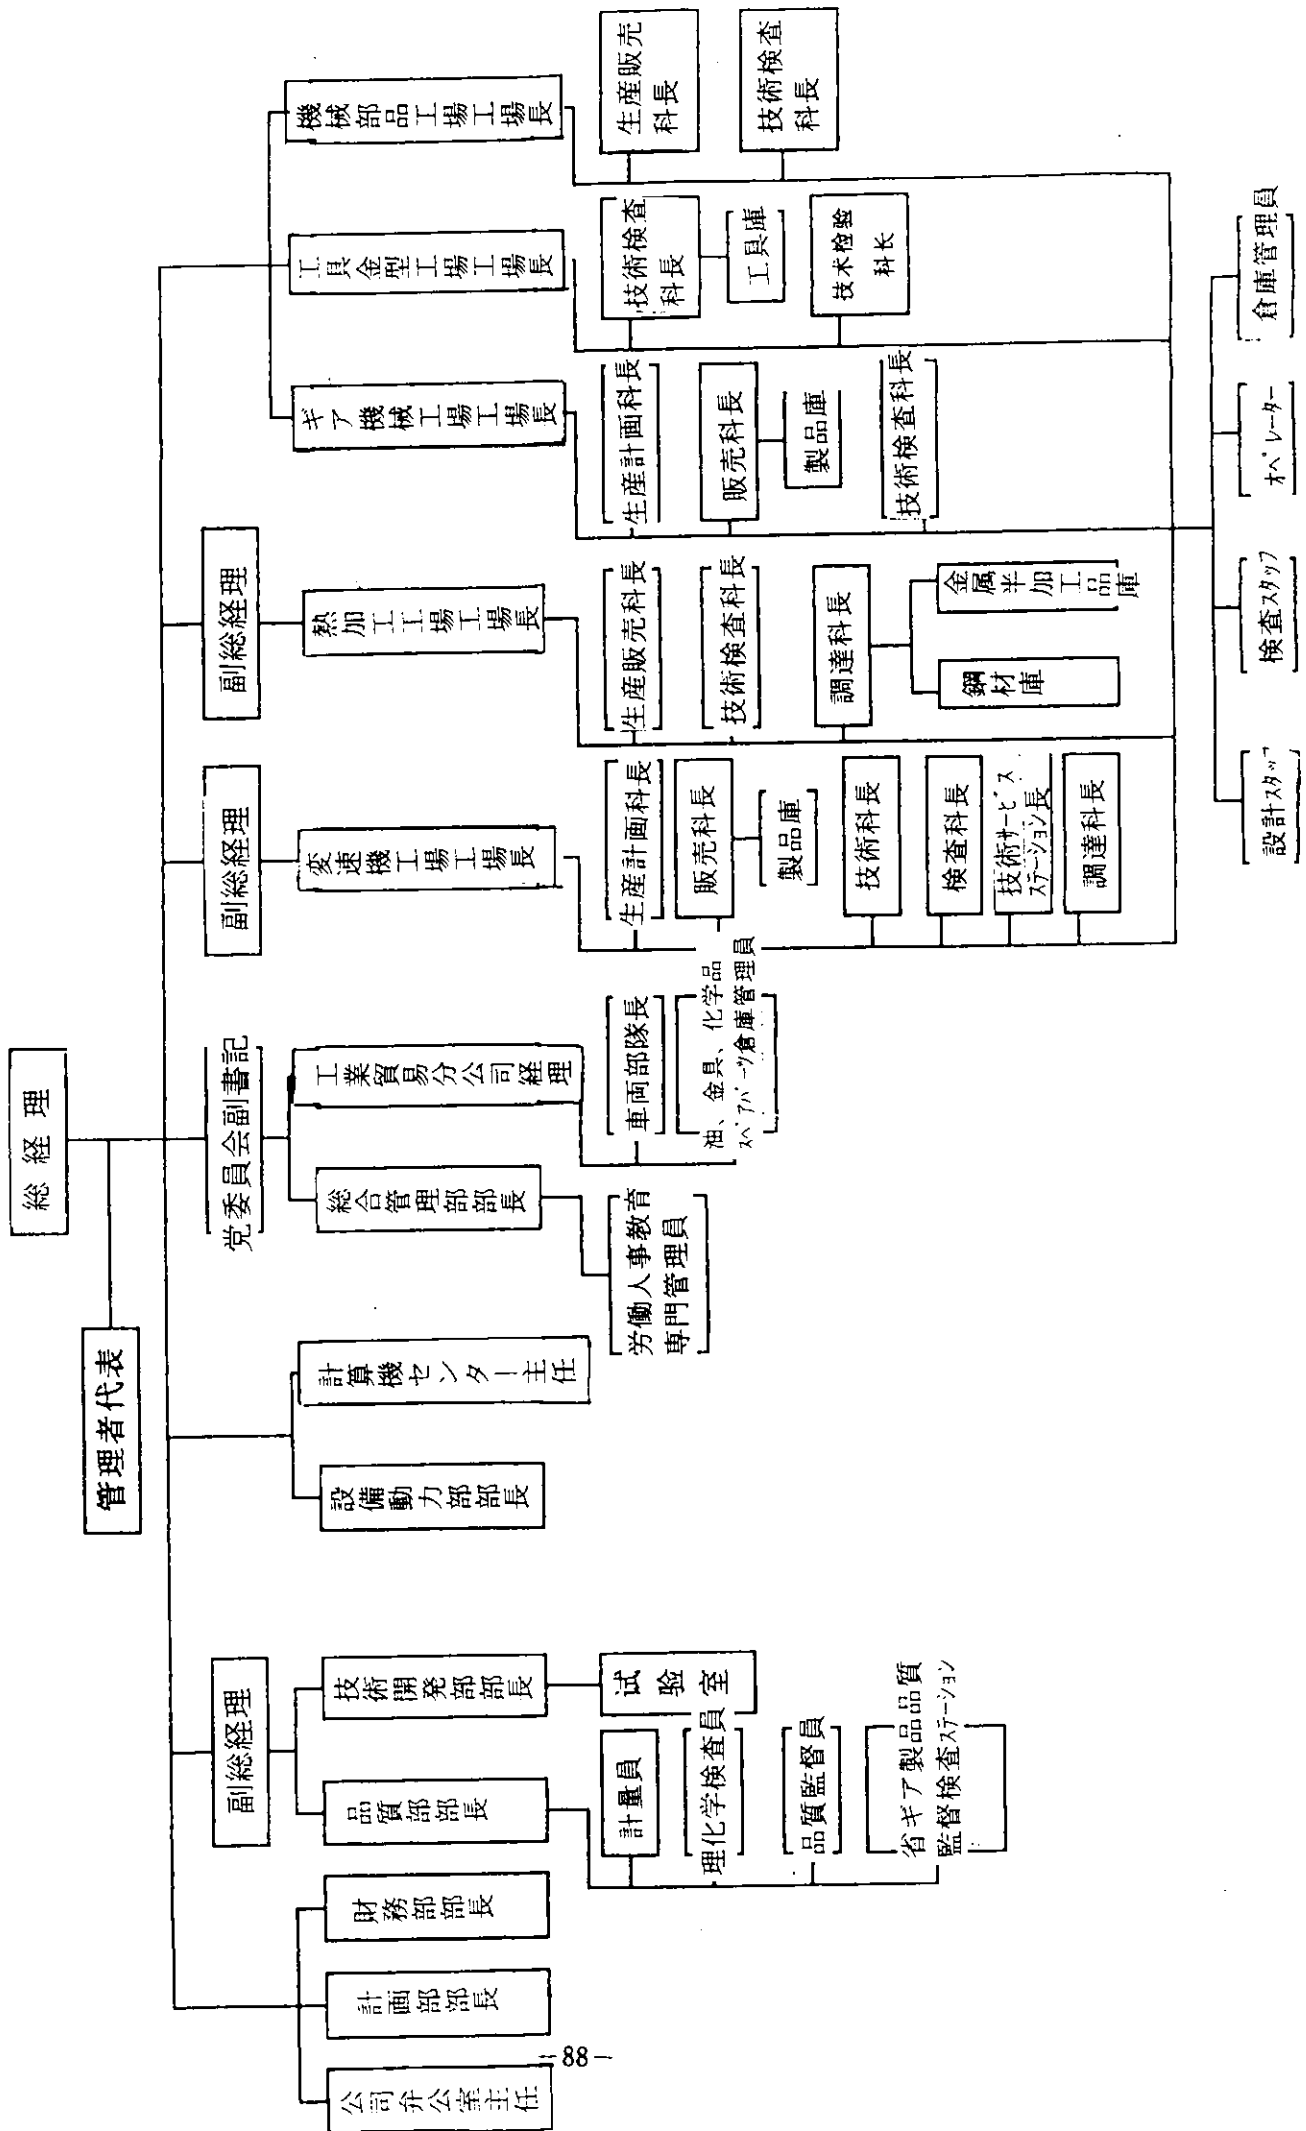 総経理
管理者代表
党委員会副書記
副総経理
副総経理
副総経理
公司弁公室主任
計画部部長
財務部部長
品質部部長
技術開発部部長
設備動力部部長
計算機センター主任
総合管理部部長
工業貿易分公司経理
変速機工場工場長
熱加工工場工場長
ギア機械工場工場長
工具金型工場工場長
機械部品工場工場長
計量員
理化学検査員
品質監督員
省ギア製品品質
監督検査ステーション
试验室
労働人事教育
専門管理員
車両部隊長
油、金具、化学品
スペアパーツ倉庫管理員
生産計画科長
販売科長
製品庫
技術科長
検査科長
技術サービス
ステーション長
調達科長
生産販売科長
技術検査科長
調達科長
鋼材庫
金属半加工品庫
生産計画科長
販売科長
製品庫
技術検査科長
技術検査
科長
工具庫
技术检验
科长
生産販売
科長
技術検査
科長
設計スタッフ
検査スタッフ
オペレーター
倉庫管理員
－88－